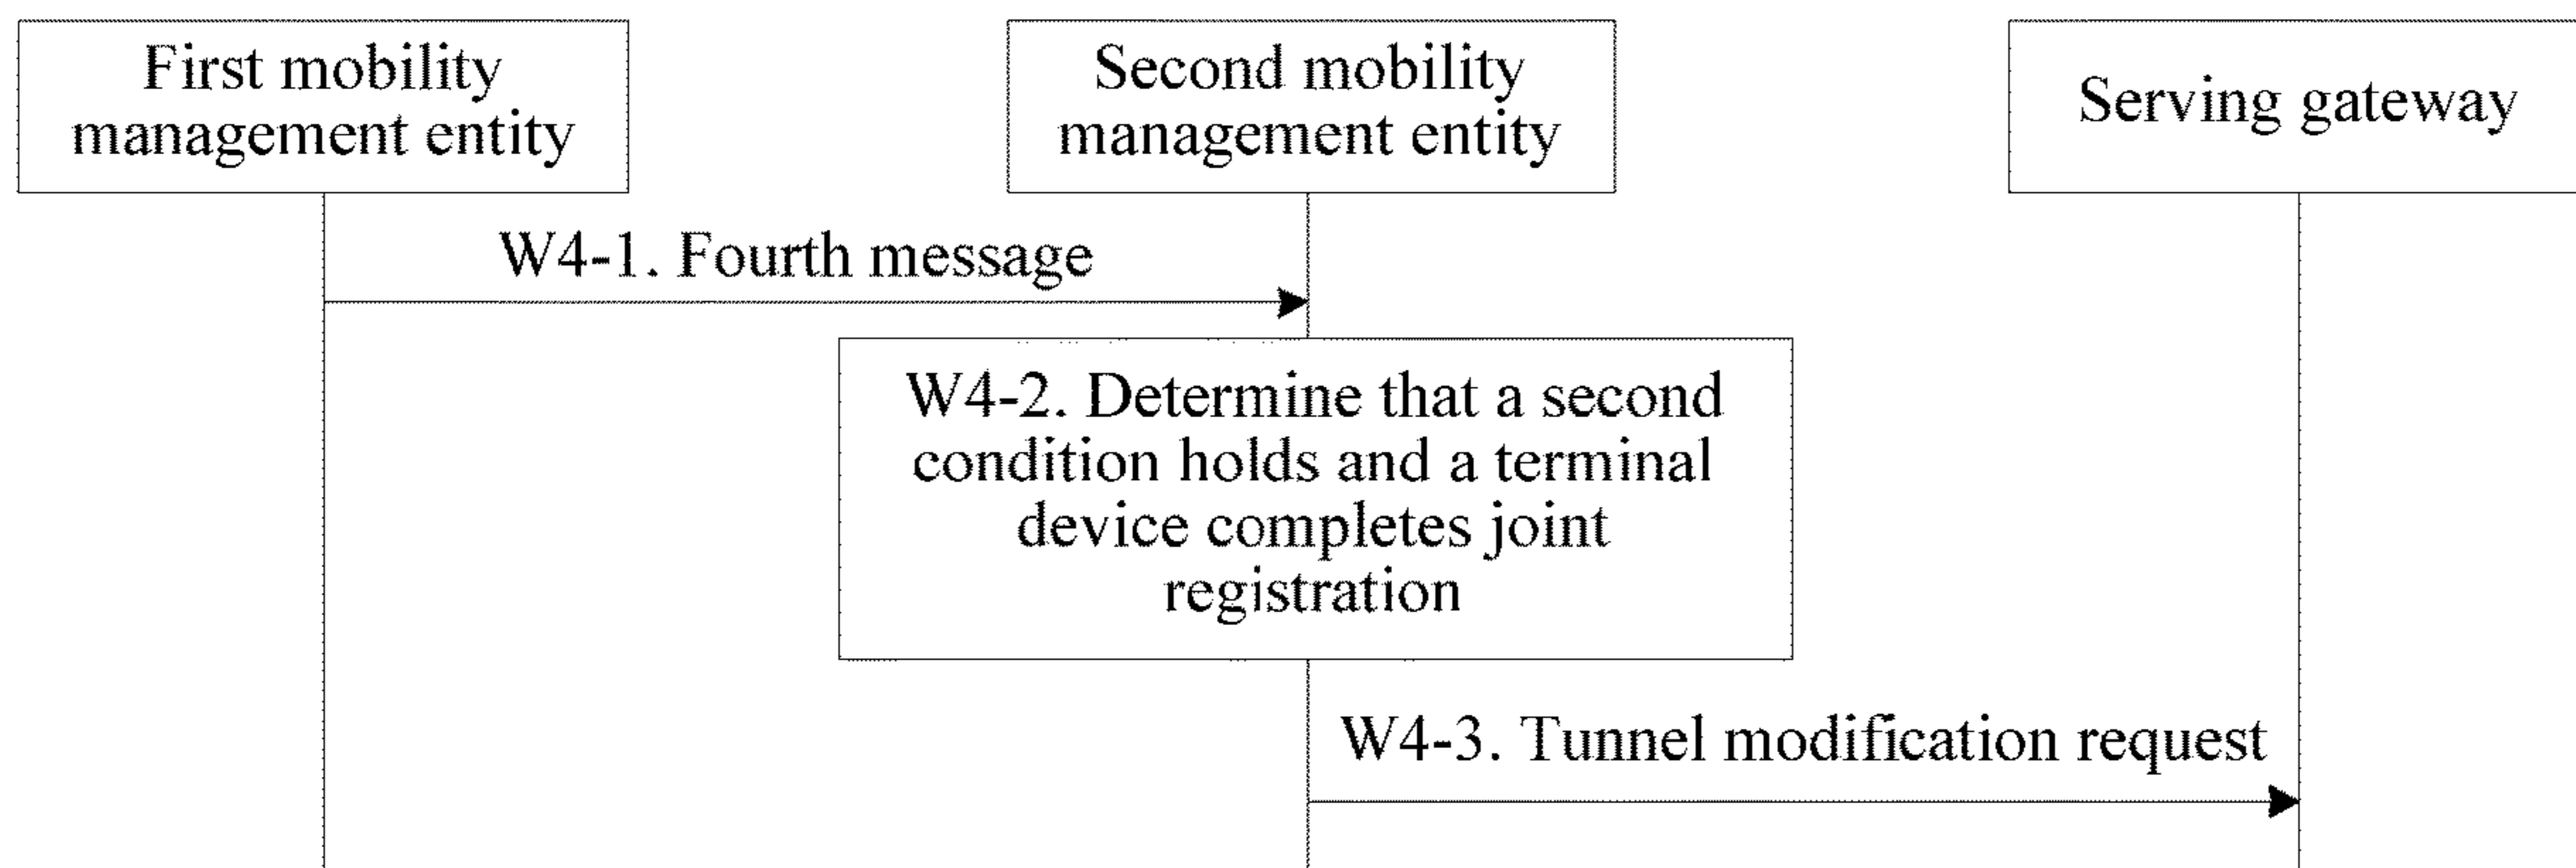 First mobility
management entity
Second mobility
management entity
Serving gateway
W4-1. Fourth message
W4-2. Determine that a second
condition holds and a terminal
device completes joint
registration
W4-3. Tunnel modification request